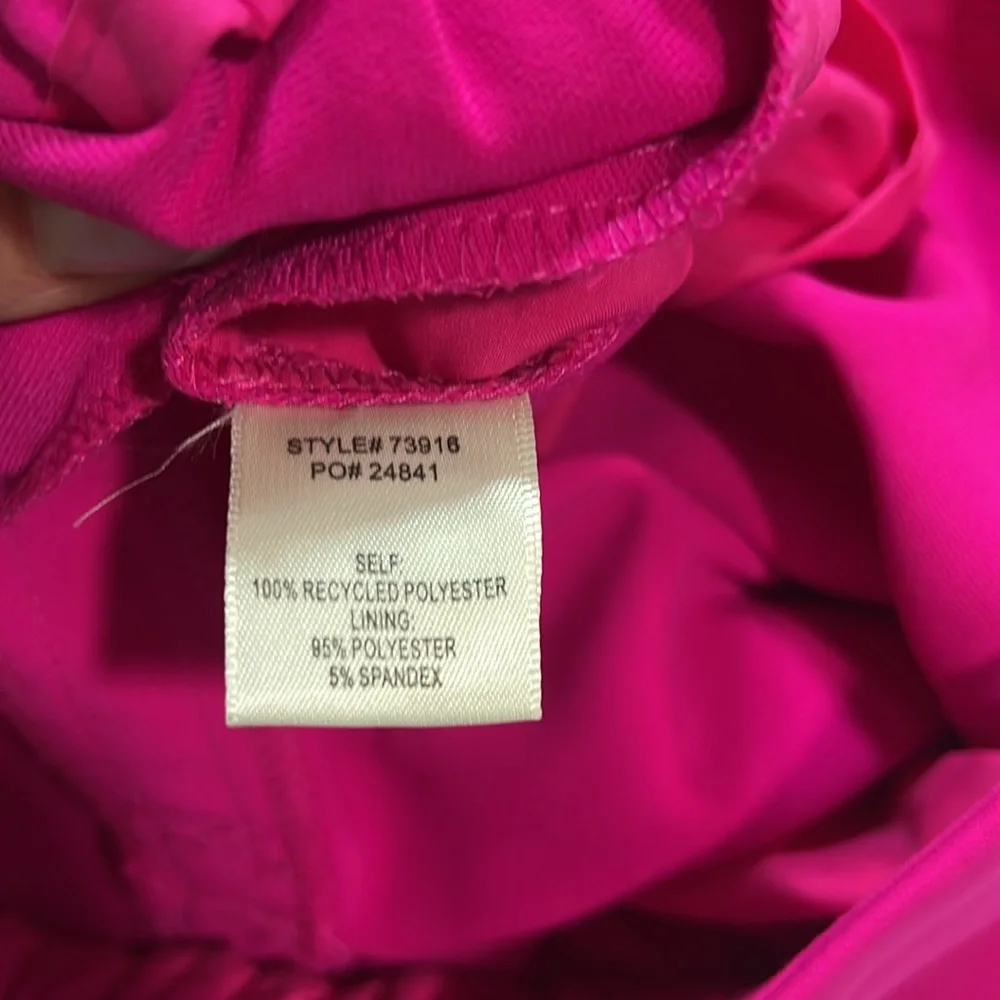 STYLE# 73916
PO# 24841
SELF:
100% RECYCLED POLYESTER
LINING:
95% POLYESTER
5% SPANDEX